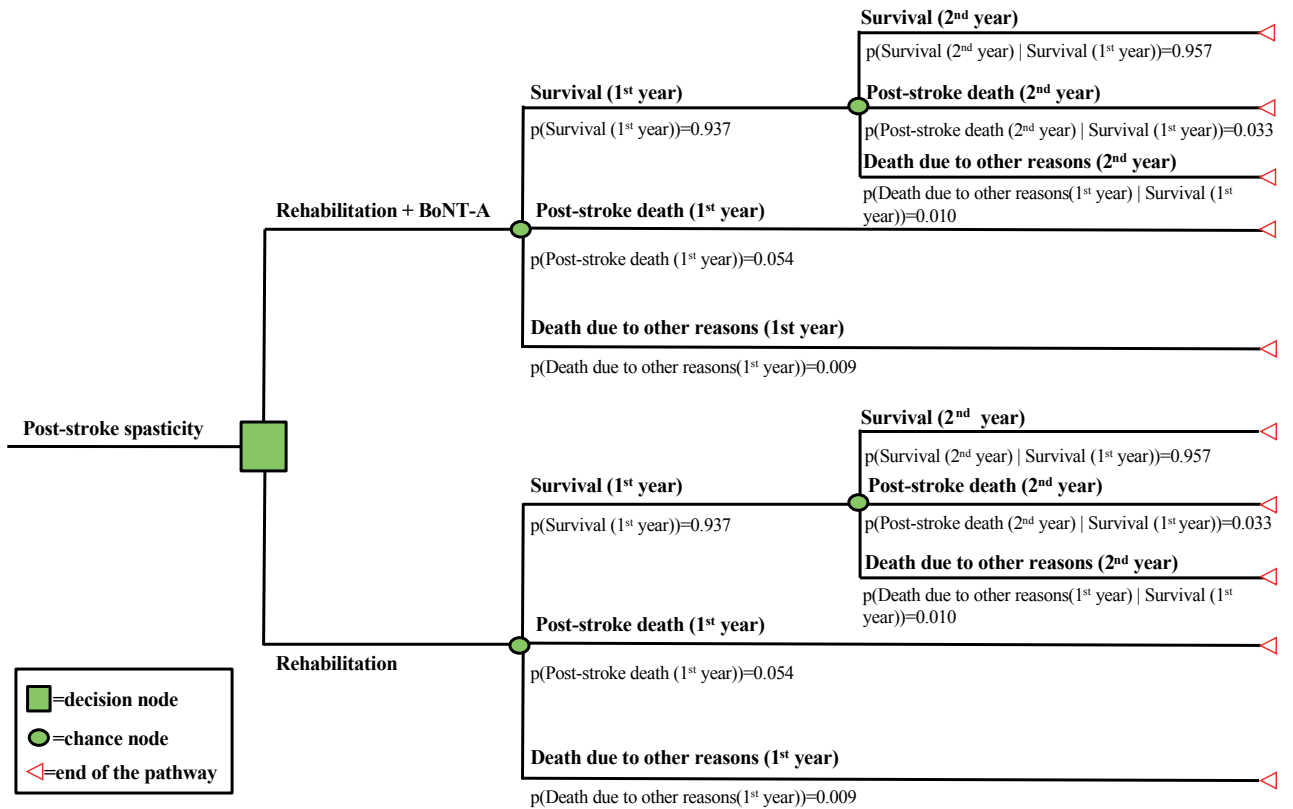 Survival (2nd year)
p(Survival (2nd year) | Survival (1st year))=0.957
Survival (1st year)
Post-stroke death (2nd year)
p(Survival (1st year))=0.937
p(Post-stroke death (2nd year) | Survival (1st year))=0.033
Death due to other reasons (2nd year)
p(Death due to other reasons(1st year) | Survival (1st
year))=0.010
Rehabilitation + BoNT-A
Post-stroke death (1st year)
p(Post-stroke death (1st year))=0.054
Death due to other reasons (1st year)
p(Death due to other reasons(1st year))=0.009
Post-stroke spasticity
Survival (2nd year)
p(Survival (2nd year) | Survival (1st year))=0.957
Survival (1st year)
Post-stroke death (2nd year)
p(Survival (1st year))=0.937
p(Post-stroke death (2nd year) | Survival (1st year))=0.033
Death due to other reasons (2nd year)
p(Death due to other reasons(1st year) | Survival (1st
year))=0.010
Post-stroke death (1st year)
Rehabilitation
p(Post-stroke death (1st year))=0.054
Death due to other reasons (1st year)
p(Death due to other reasons(1st year))=0.009
=decision node
=chance node
=end of the pathway